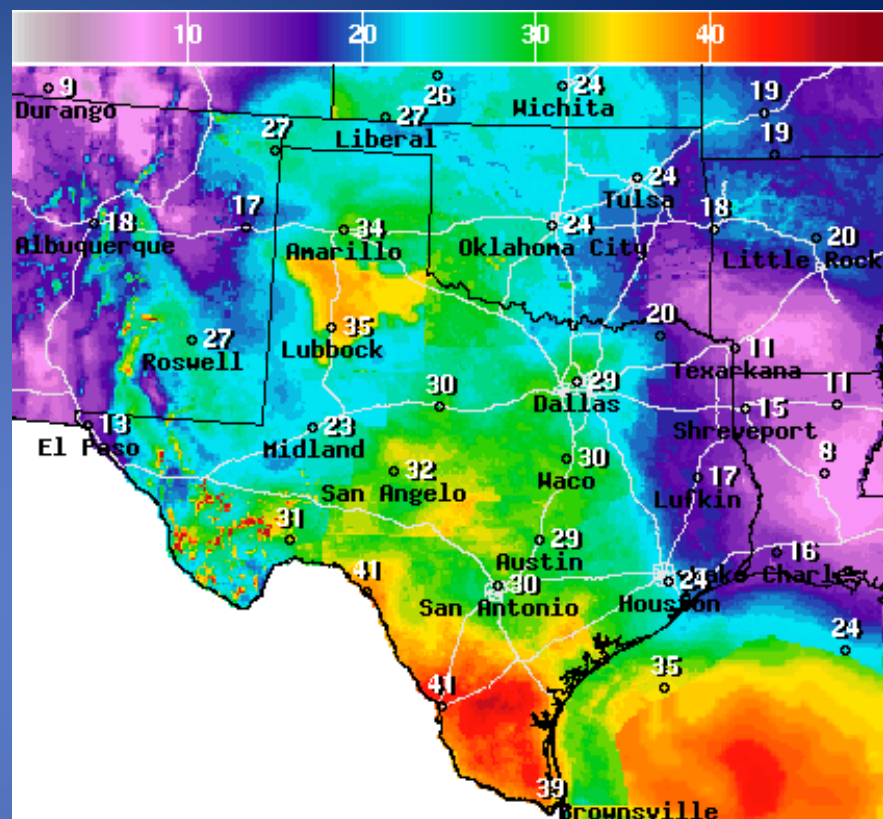 10 20 30 40
9
Durango
26
24
Wichita
27
Liberal
19
19
27
24
Tulsa
18
Albuquerque
17
34
Amarillo
24
Oklahoma City
18
20
Little Rock
27
Roswell
35
Lubbock
20
11
Texarkana
29
Dallas
30
15
Shreveport
11
13
El Paso
23
Midland
32
San Angelo
30
Waco
17
Lufkin
8
31
29
Austin
16
41
30
San Antonio
24
Houston
Lake Charles
24
35
41
39
Brownsville